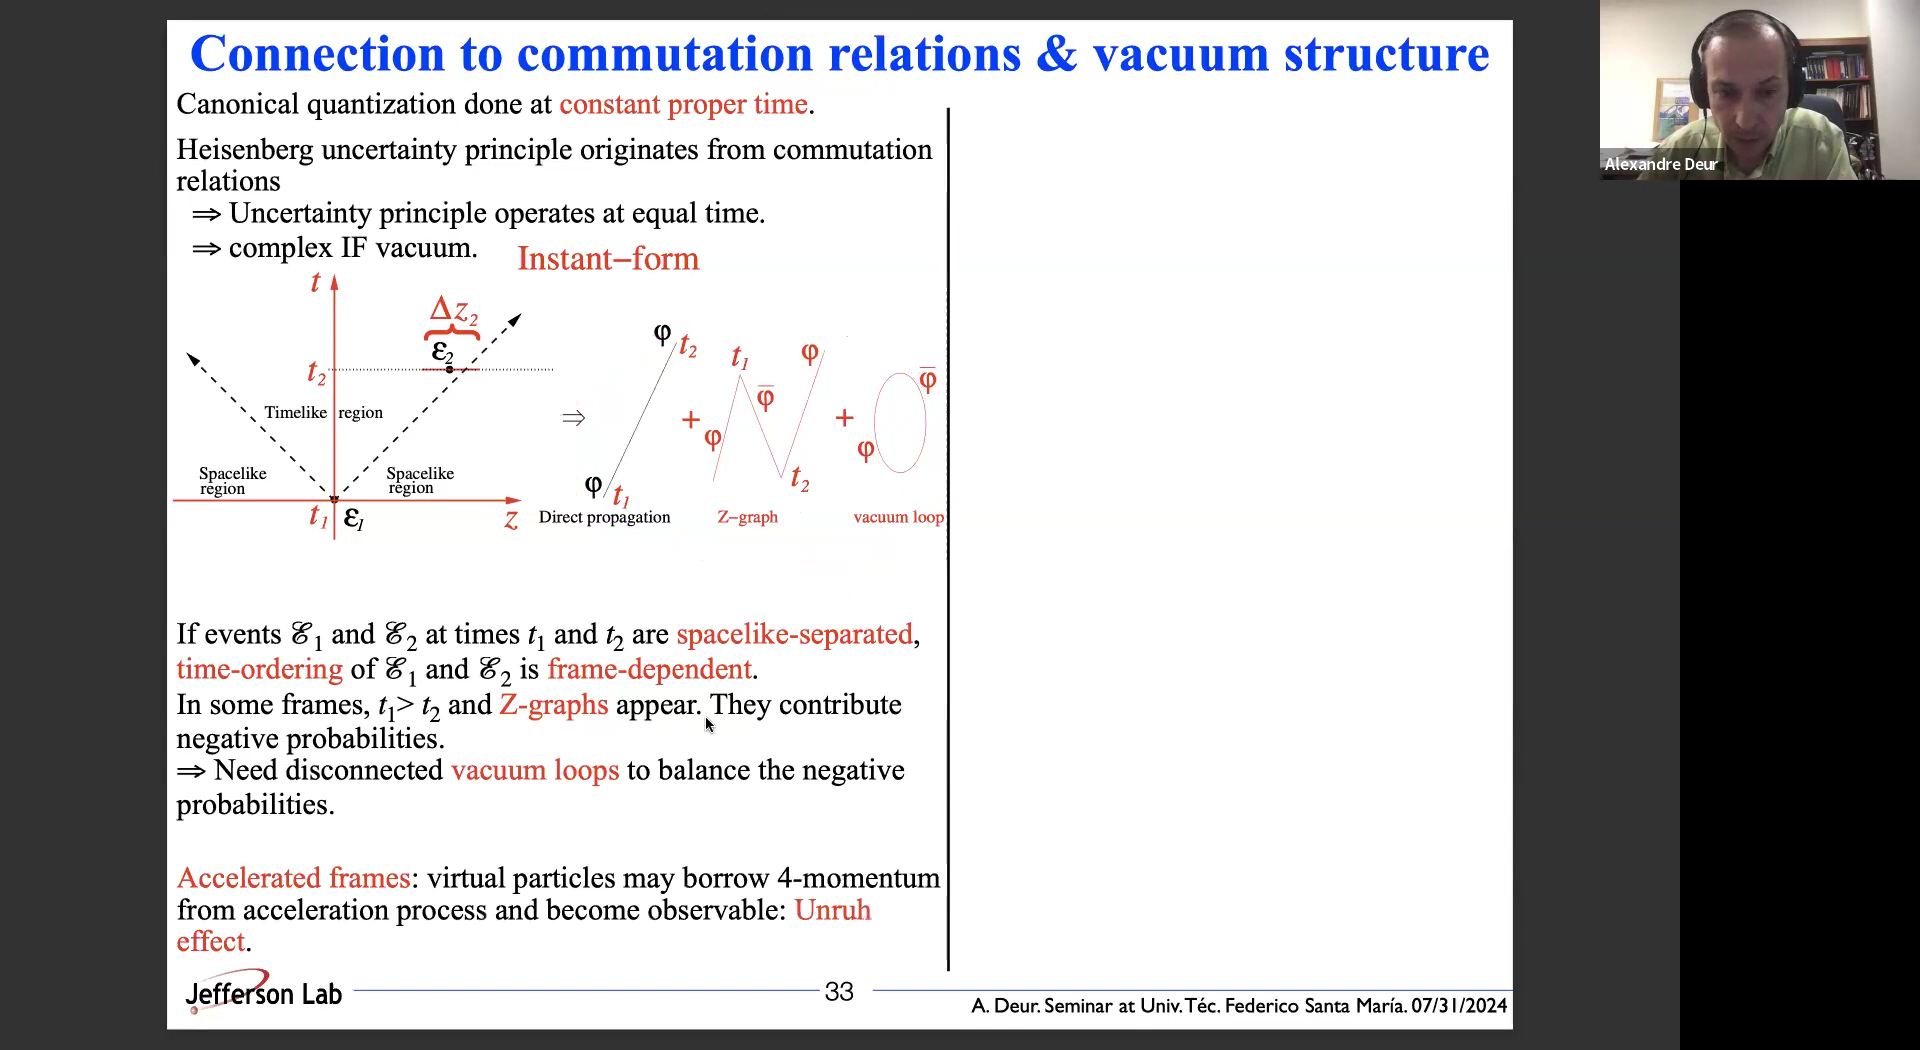 Connection to commutation relations & vacuum structure
Canonical quantization done at constant proper time.
Heisenberg uncertainty principle originates from commutation
relations
⇒ Uncertainty principle operates at equal time.
⇒ complex IF vacuum.
Instant–form
t
Δz₂
ε₂
t₂
Timelike region
Spacelike
region
Spacelike
region
t₁ ε₁
z
⇒
φ t₂
φ t₁
Direct propagation
+
t₁
φ
φ̅
φ
t₂
Z–graph
+
φ
φ̅
vacuum loop
If events ℰ₁ and ℰ₂ at times t₁ and t₂ are spacelike-separated,
time-ordering of ℰ₁ and ℰ₂ is frame-dependent.
In some frames, t₁> t₂ and Z-graphs appear. They contribute
negative probabilities.
⇒ Need disconnected vacuum loops to balance the negative
probabilities.
Accelerated frames: virtual particles may borrow 4-momentum
from acceleration process and become observable: Unruh
effect.
Jefferson Lab
33
A. Deur. Seminar at Univ. Téc. Federico Santa María. 07/31/2024
Alexandre Deur